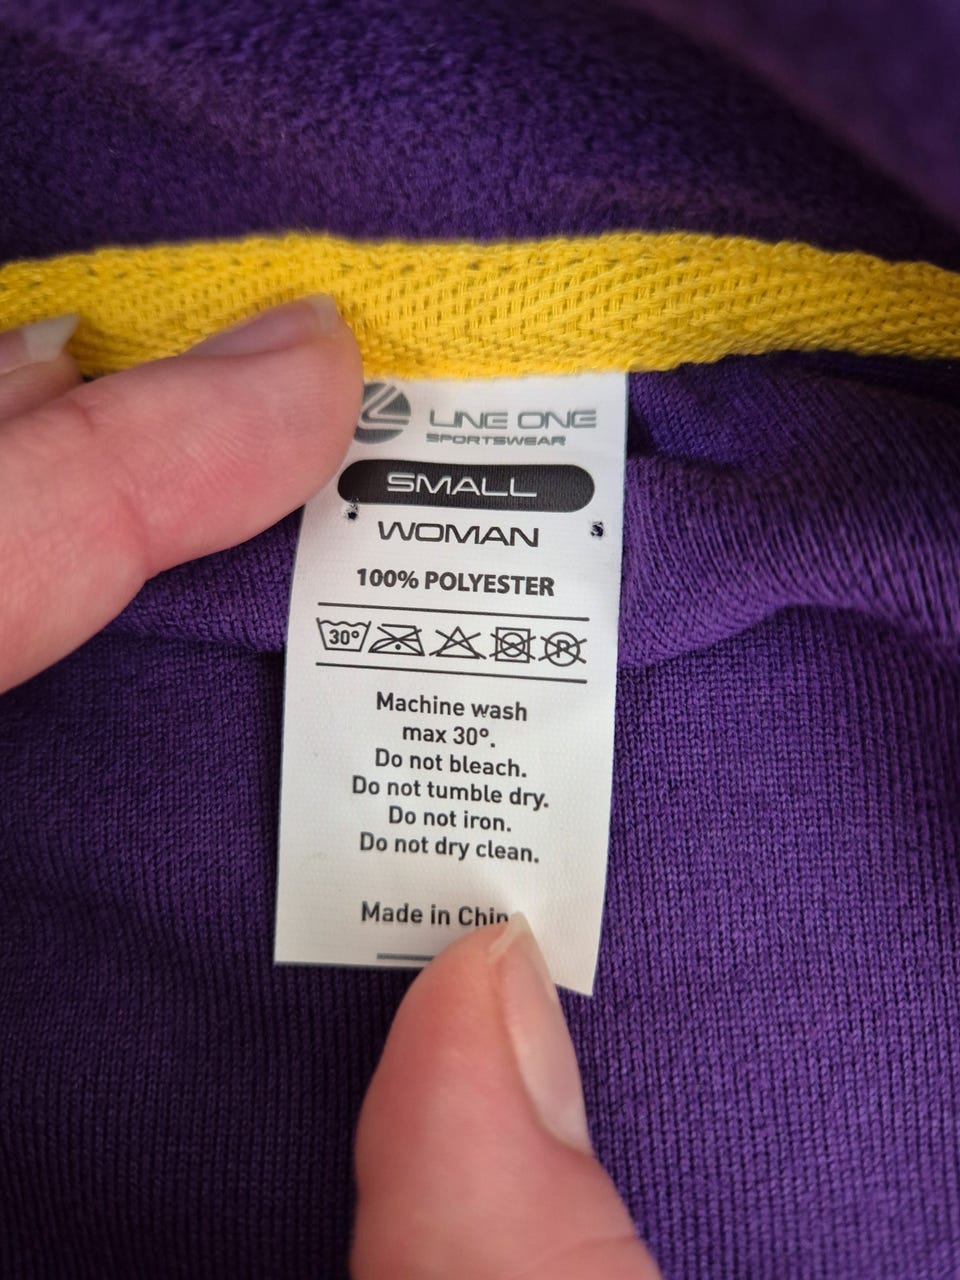 LINE ONE
SPORTSWEAR
SMALL
WOMAN
100% POLYESTER
30°
P
Machine wash
max 30°.
Do not bleach.
Do not tumble dry.
Do not iron.
Do not dry clean.
Made in